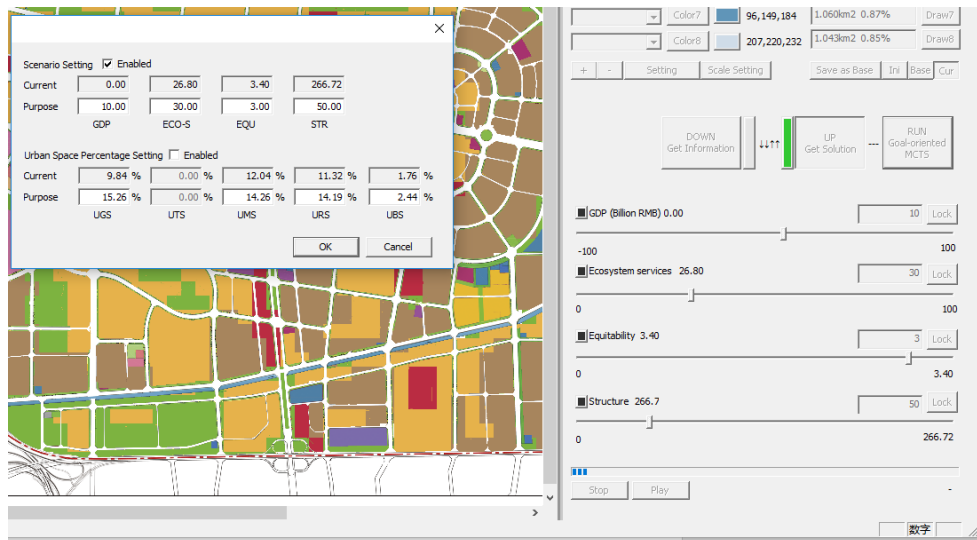 ×
Scenario Setting Enabled
Current 0.00 26.80 3.40 266.72
Purpose 10.00 30.00 3.00 50.00
GDP ECO-S EQU STR
Urban Space Percentage Setting Enabled
Current 9.84 % 0.00 % 12.04 % 11.32 % 1.76 %
Purpose 15.26 % 0.00 % 14.26 % 14.19 % 2.44 %
UGS UTS UMS URS UBS
OK Cancel
Color7 96,149,184 1.060km2 0.87% Draw7
Color8 207,220,232 1.043km2 0.85% Draw8
+ - Setting Scale Setting Save as Base Ini Base Cur
DOWN
Get Information
↓↓↑↑
UP
Get Solution
---
RUN
Goal-oriented
MCTS
GDP (Billion RMB) 0.00 10 Lock
-100 100
Ecosystem services 26.80 30 Lock
0 100
Equitability 3.40 3 Lock
0 3.40
Structure 266.7 50 Lock
0 266.72
Stop Play -
数字